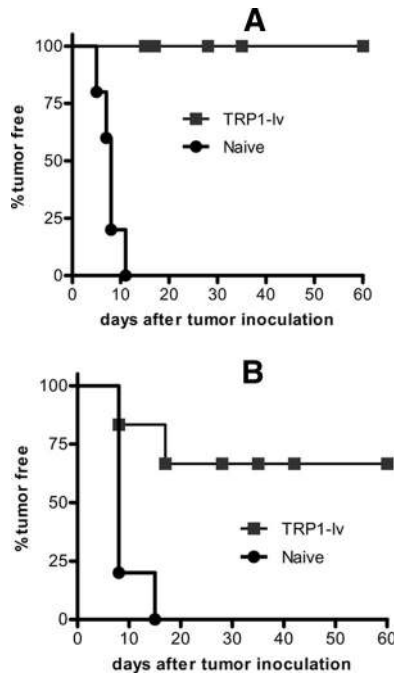 A
100
75
50
25
0
% tumor free
TRP1-lv
Naive
0 10 20 30 40 50 60
days after tumor inoculation
B
100
75
50
25
0
% tumor free
TRP1-lv
Naive
0 10 20 30 40 50 60
days after tumor inoculation